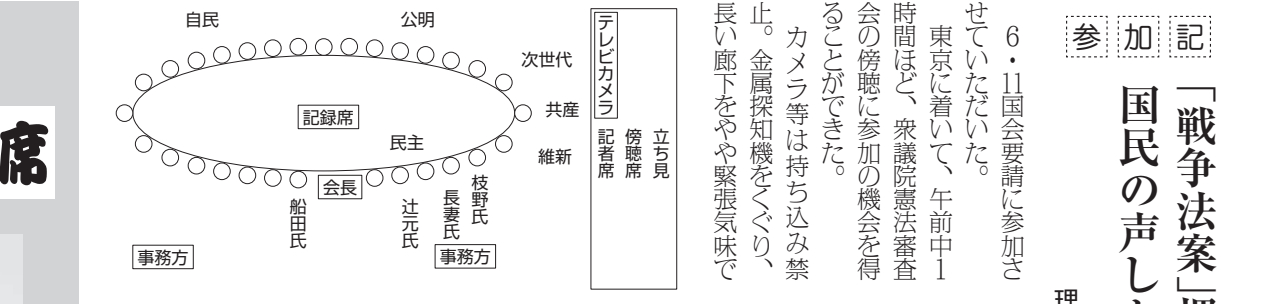 参加記
「戦争法案」
国民の声し
理
6・11国会要請に参加さ
せていただいた。
東京に着いて、午前中1
時間ほど、衆議院憲法審査
会の傍聴に参加の機会を得
ることができた。
カメラ等は持ち込み禁
止。金属探知機をくぐり、
長い廊下をやや緊張気味で
立ち見
傍聴席
記者席
テレビカメラ
自民
公明
次世代
共産
維新
記録席
民主
会長
枝野氏
長妻氏
辻元氏
船田氏
事務方
事務方
席